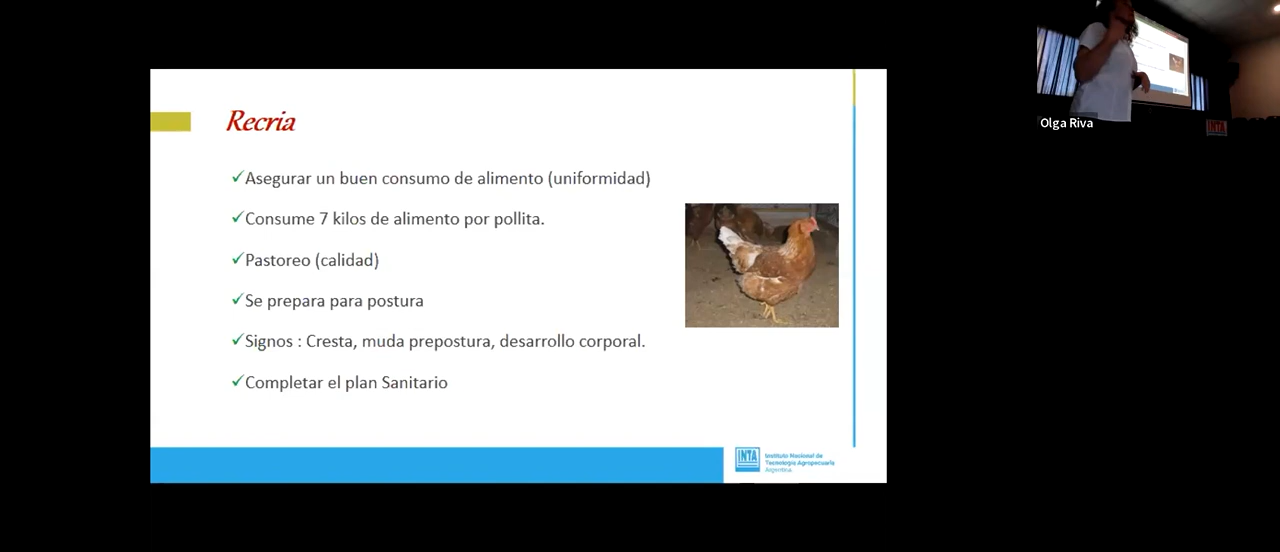 Recria
✓Asegurar un buen consumo de alimento (uniformidad)
✓Consume 7 kilos de alimento por pollita.
✓Pastoreo (calidad)
✓Se prepara para postura
✓Signos : Cresta, muda prepostura, desarrollo corporal.
✓Completar el plan Sanitario
INTA
Instituto Nacional de
Tecnología Agropecuaria
Argentina
Olga Riva
INTA